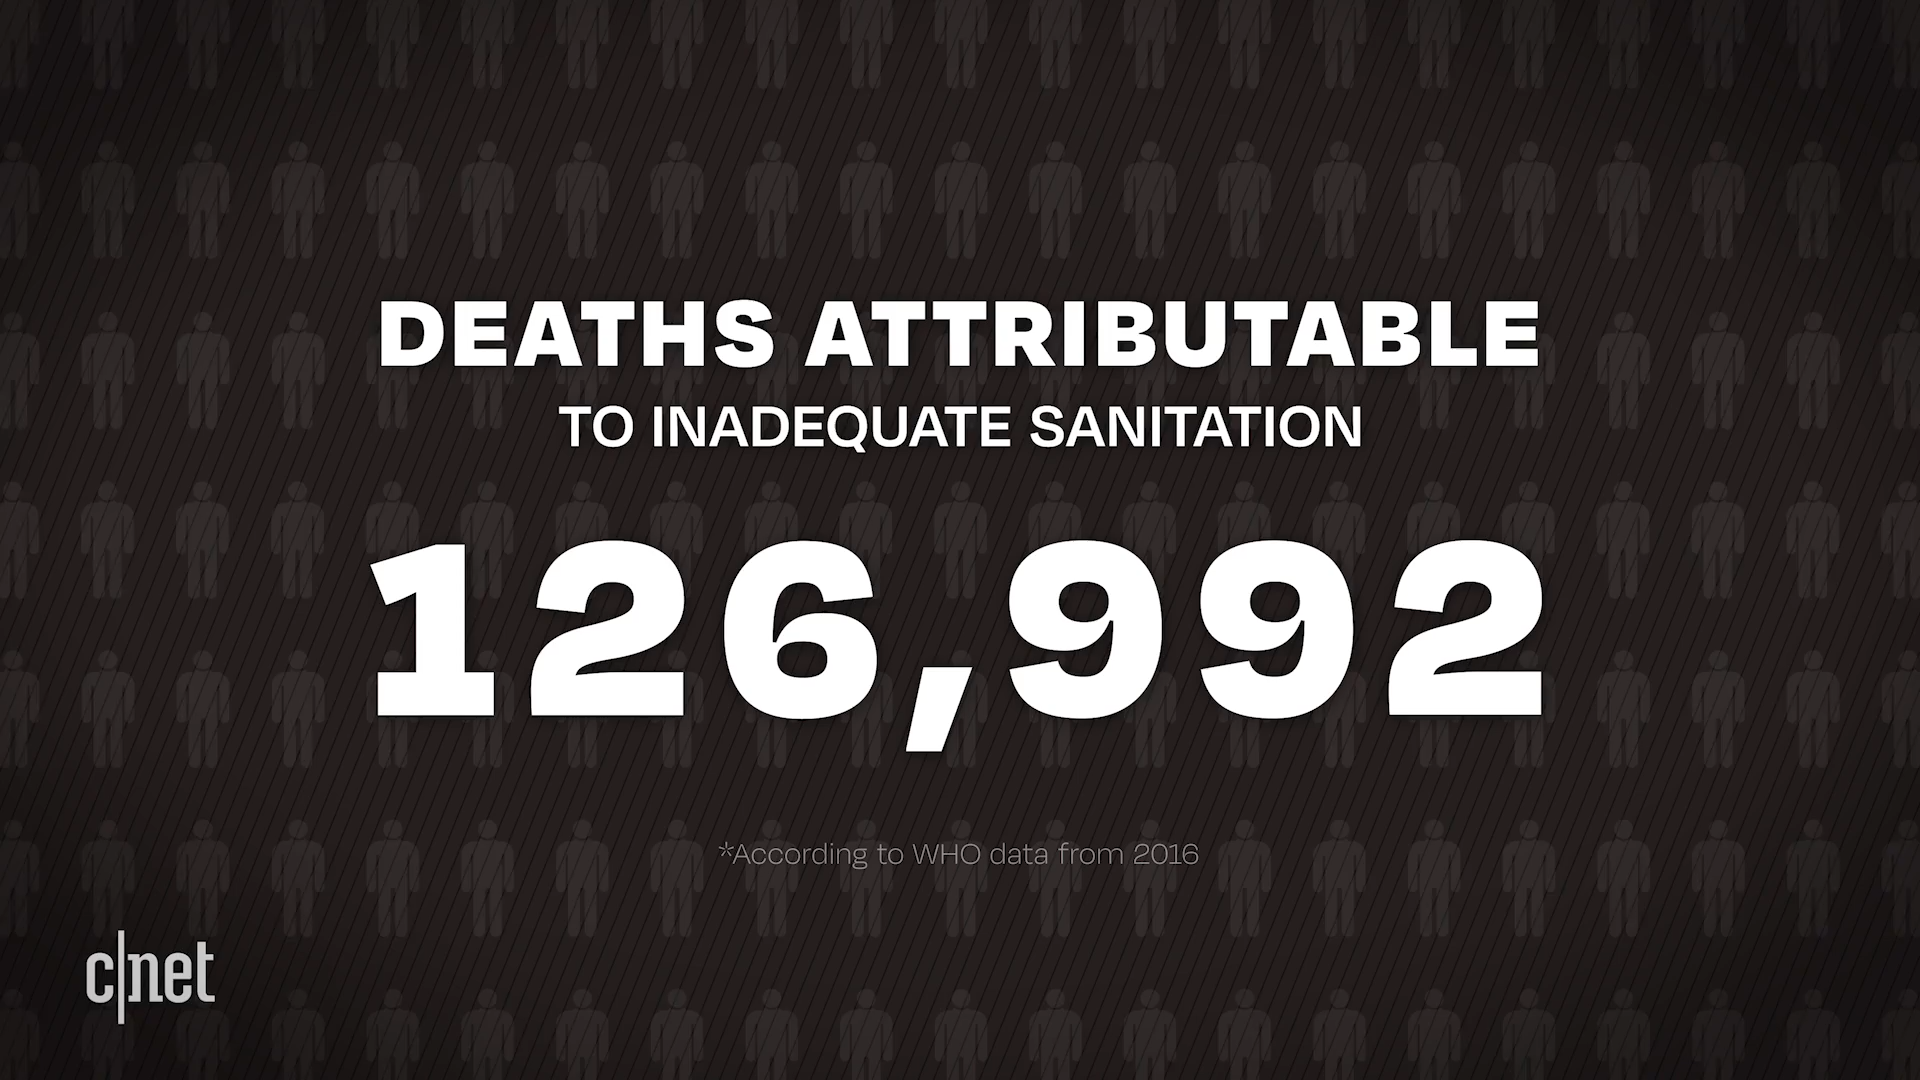 DEATHS ATTRIBUTABLE
TO INADEQUATE SANITATION
126,992
*According to WHO data from 2016
c|net